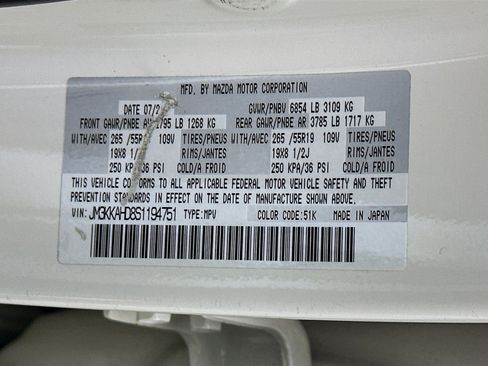 MFD. BY MAZDA MOTOR CORPORATION
DATE 07/2 GVWR/PNBV 6854 LB 3109 KG
FRONT GAWR/PNBE AV LB 1268 KG REAR GAWR/PNBE AR 3785 LB 1717 KG
WITH/AVEC 265 /55R 109V TIRES/PNEUS WITH/AVEC 265 /55R19 109V TIRES/PNEUS
19X8 1/2J RIMS/JANTES 19X8 1/2J RIMS/JANTES
250 KPA/36 PSI COLD/A FROID 250 KPA/36 PSI COLD/A FROID
THIS VEHICLE CONFORMS TO ALL APPLICABLE FEDERAL MOTOR VEHICLE SAFETY AND THEFT
PREVENTION STANDARDS IN EFFECT ON THE DATE OF MANUFACTURE SHOWN ABOVE.
VIN: JM3KKAHD8S1194751 TYPE:MPV COLOR CODE:51K MADE IN JAPAN